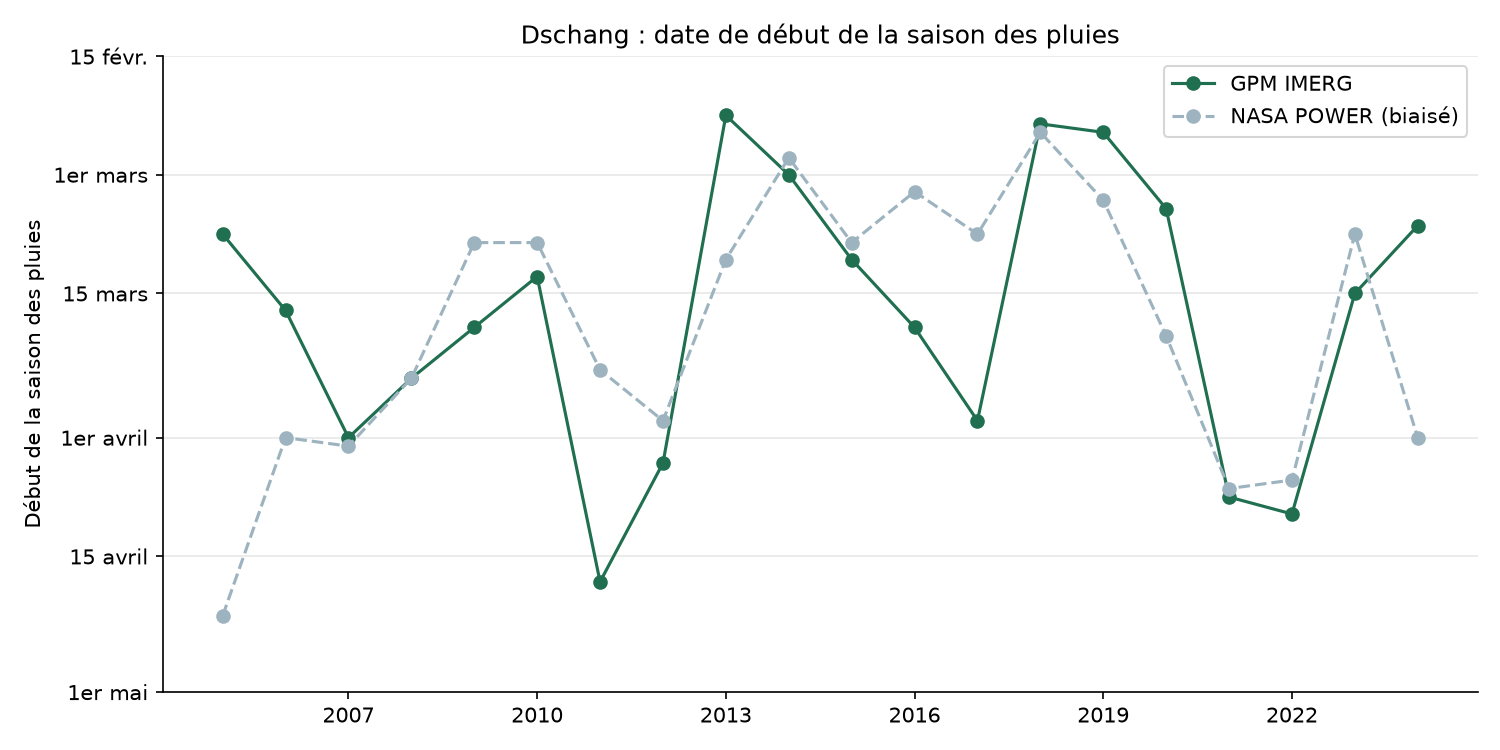 Dschang : date de début de la saison des pluies
GPM IMERG
NASA POWER (biaisé)
Début de la saison des pluies
15 févr.
1er mars
15 mars
1er avril
15 avril
1er mai
2007
2010
2013
2016
2019
2022